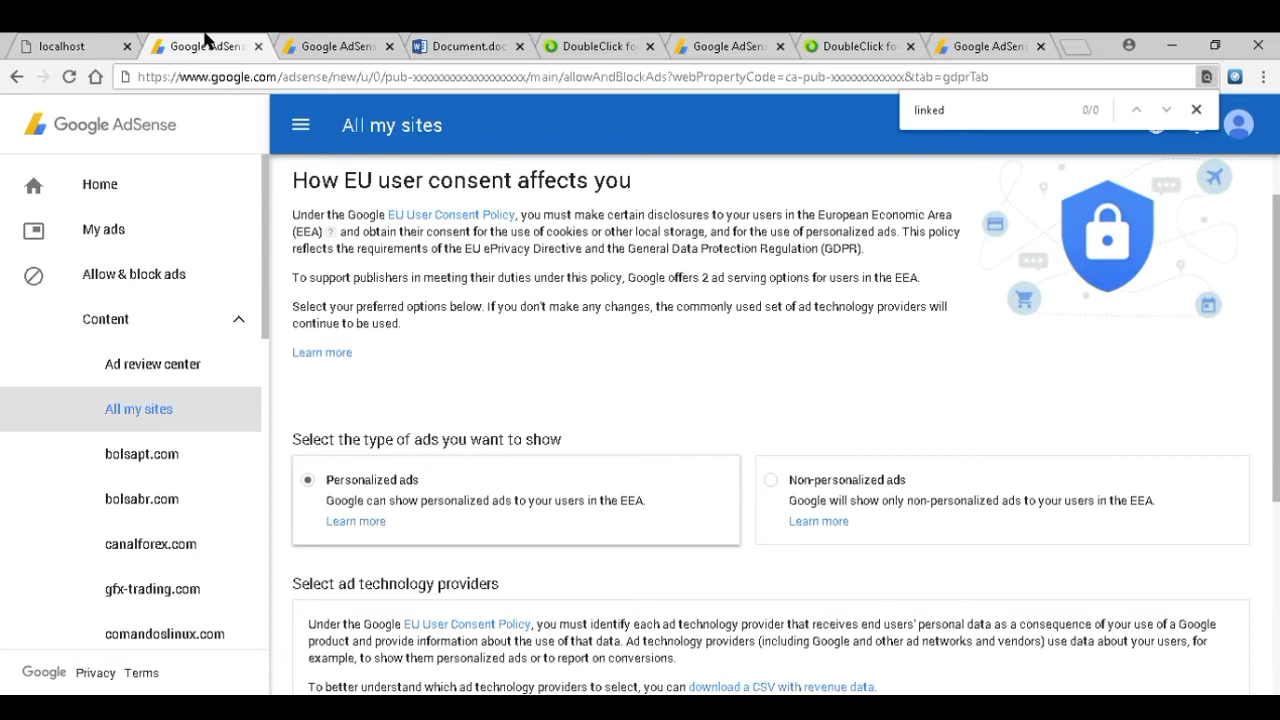 localhost
Google AdSens
Google AdSens
Document.doc
DoubleClick fo
Google AdSens
DoubleClick fo
Google AdSens
https://www.google.com/adsense/new/u/0/pub-xxxxxxxxxxxxxxxxxx/main/allowAndBlockAds?webPropertyCode=ca-pub-xxxxxxxxxxxx&tab=gdprTab
linked 0/0
Google AdSense
All my sites
Home
My ads
Allow & block ads
Content
Ad review center
All my sites
bolsapt.com
bolsabr.com
canalforex.com
gfx-trading.com
comandoslinux.com
Google Privacy Terms
How EU user consent affects you
Under the Google EU User Consent Policy, you must make certain disclosures to your users in the European Economic Area
(EEA) ? and obtain their consent for the use of cookies or other local storage, and for the use of personalized ads. This policy
reflects the requirements of the EU ePrivacy Directive and the General Data Protection Regulation (GDPR).
To support publishers in meeting their duties under this policy, Google offers 2 ad serving options for users in the EEA.
Select your preferred options below. If you don't make any changes, the commonly used set of ad technology providers will
continue to be used.
Learn more
Select the type of ads you want to show
Personalized ads
Google can show personalized ads to your users in the EEA.
Learn more
Non-personalized ads
Google will show only non-personalized ads to your users in the EEA.
Learn more
Select ad technology providers
Under the Google EU User Consent Policy, you must identify each ad technology provider that receives end users' personal data as a consequence of your use of a Google
product and provide information about the use of that data. Ad technology providers (including Google and other ad networks and vendors) use data about your users, for
example, to show them personalized ads or to report on conversions.
To better understand which ad technology providers to select, you can download a CSV with revenue data.